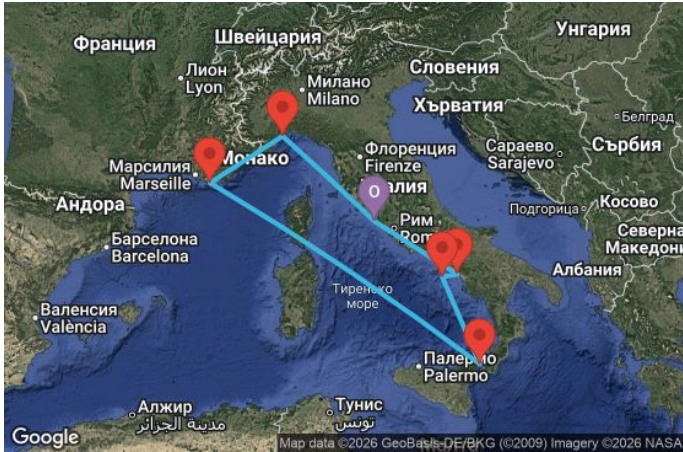 Франция
Швейцария
Унгария
Словения
Лион
Lyon
Милано
Milano
Хърватия
Белград
Монако
Флоренция
Firenze
Сараево
Sarajevo
Сърбия
Марсилия
Marseille
Италия
Андора
О
Рим
Подгорица
Косово
Северна
Македони
Барселона
Barcelona
Албания
Тиренско
море
Валенсия
València
Палермо
Palermo
Алжир
مدينة الجزائر
Тунис
تونس
Google
Map data ©2026 GeoBasis-DE/BKG (©2009) Imagery ©2026 NASA